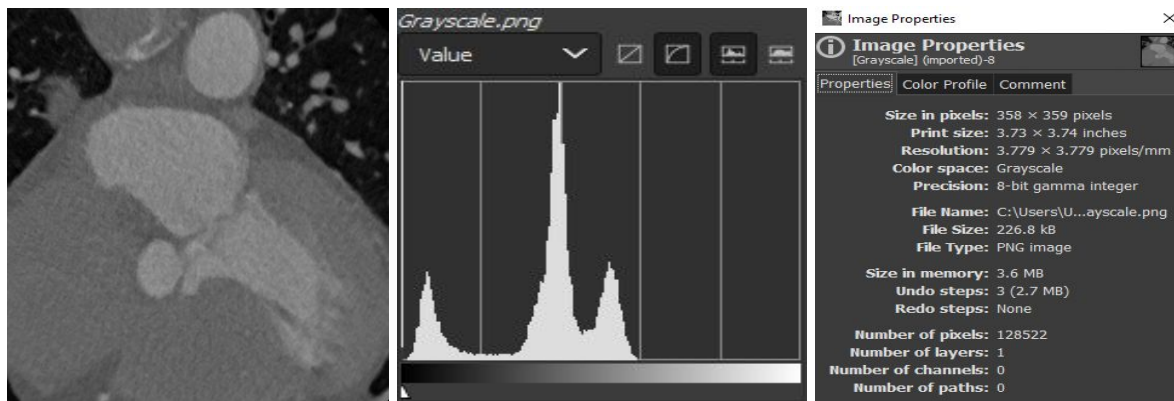 Grayscale.png
Value
Image Properties
Image Properties
[Grayscale] (imported)-8
Properties Color Profile Comment
Size in pixels: 358 × 359 pixels
Print size: 3.73 × 3.74 inches
Resolution: 3.779 × 3.779 pixels/mm
Color space: Grayscale
Precision: 8-bit gamma integer
File Name: C:\Users\U...ayscale.png
File Size: 226.8 kB
File Type: PNG image
Size in memory: 3.6 MB
Undo steps: 3 (2.7 MB)
Redo steps: None
Number of pixels: 128522
Number of layers: 1
Number of channels: 0
Number of paths: 0